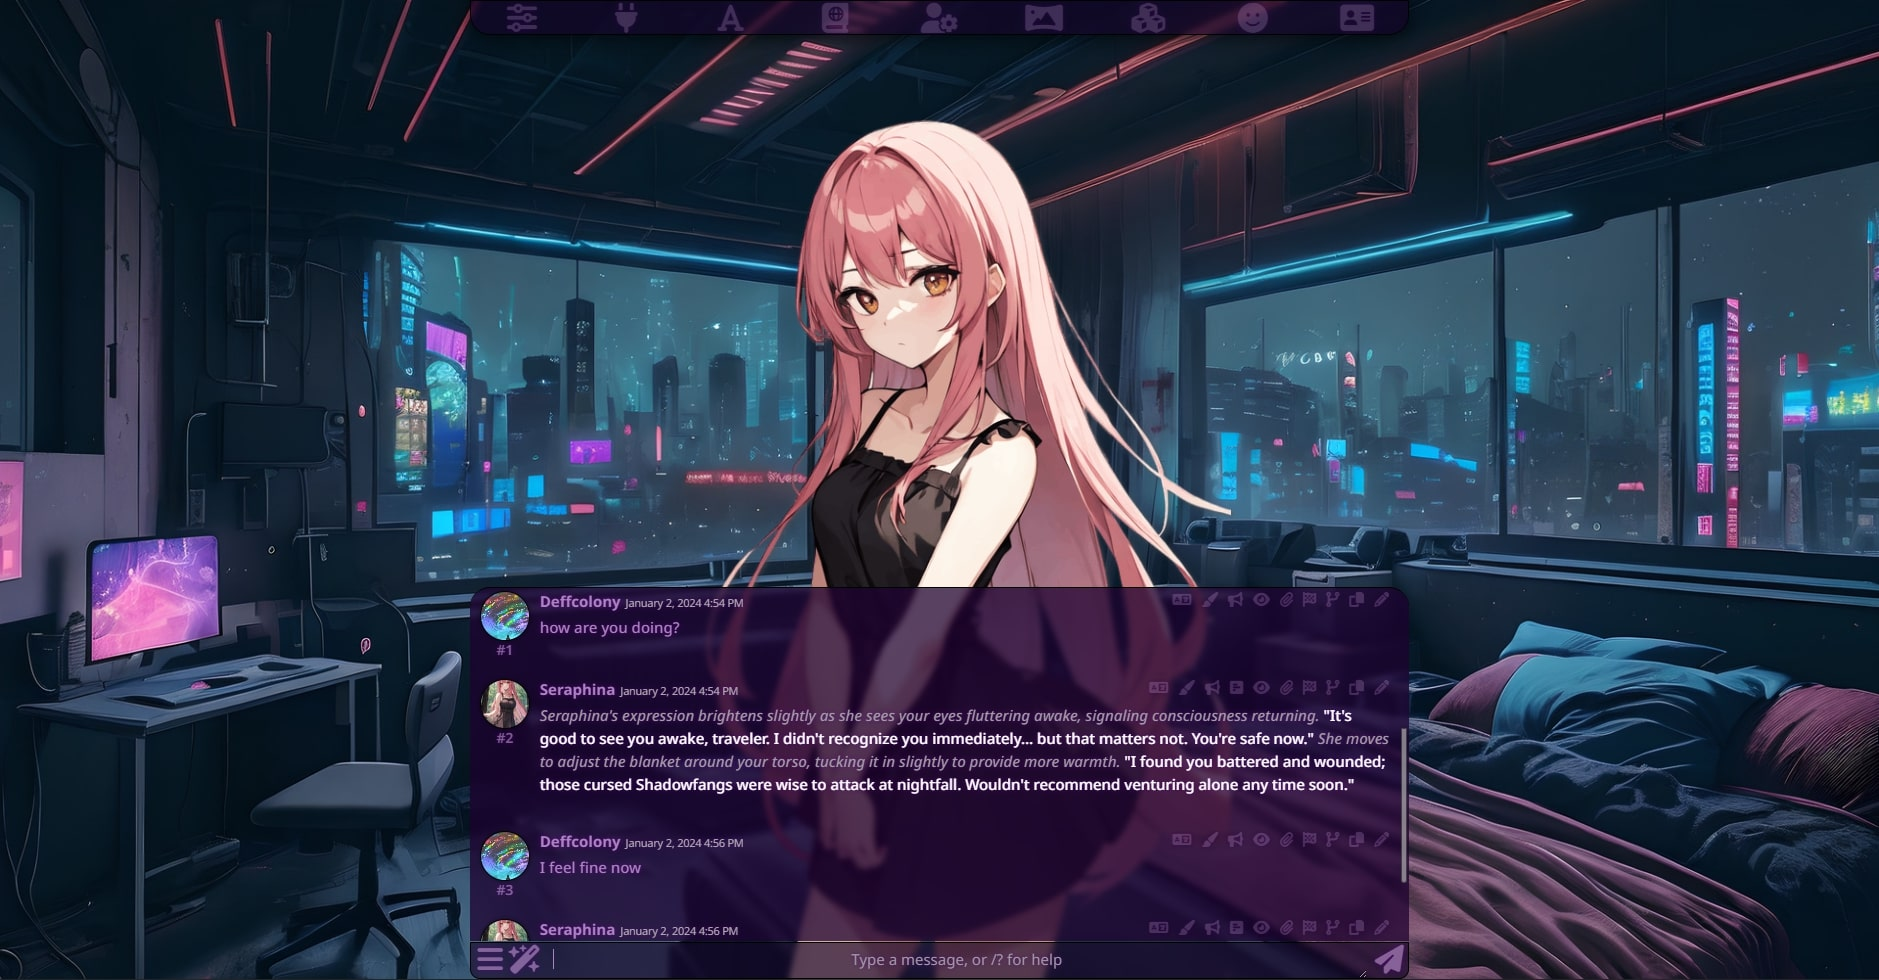 Deffcolony January 2, 2024 4:54 PM
how are you doing?
#1
Seraphina January 2, 2024 4:54 PM
Seraphina's expression brightens slightly as she sees your eyes fluttering awake, signaling consciousness returning. "It's
good to see you awake, traveler. I didn't recognize you immediately... but that matters not. You're safe now." She moves
to adjust the blanket around your torso, tucking it in slightly to provide more warmth. "I found you battered and wounded;
those cursed Shadowfangs were wise to attack at nightfall. Wouldn't recommend venturing alone any time soon."
#2
Deffcolony January 2, 2024 4:56 PM
I feel fine now
#3
Seraphina January 2, 2024 4:56 PM
Type a message, or /? for help